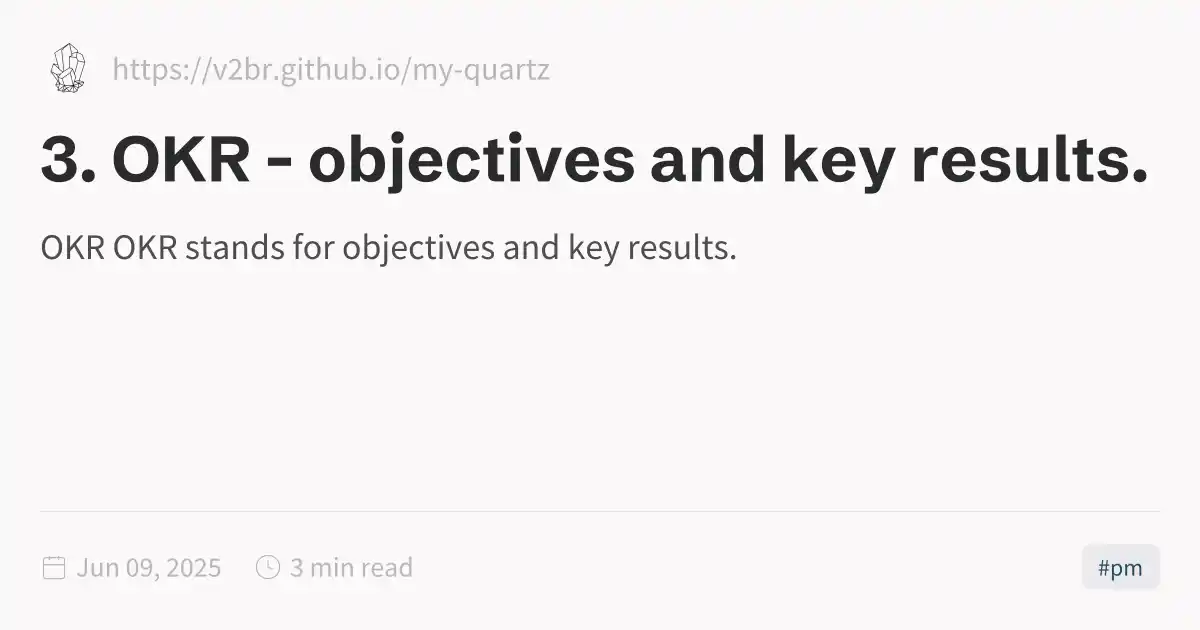 https://v2br.github.io/my-quartz
3. OKR - objectives and key results.
OKR OKR stands for objectives and key results.
Jun 09, 2025 3 min read
#pm